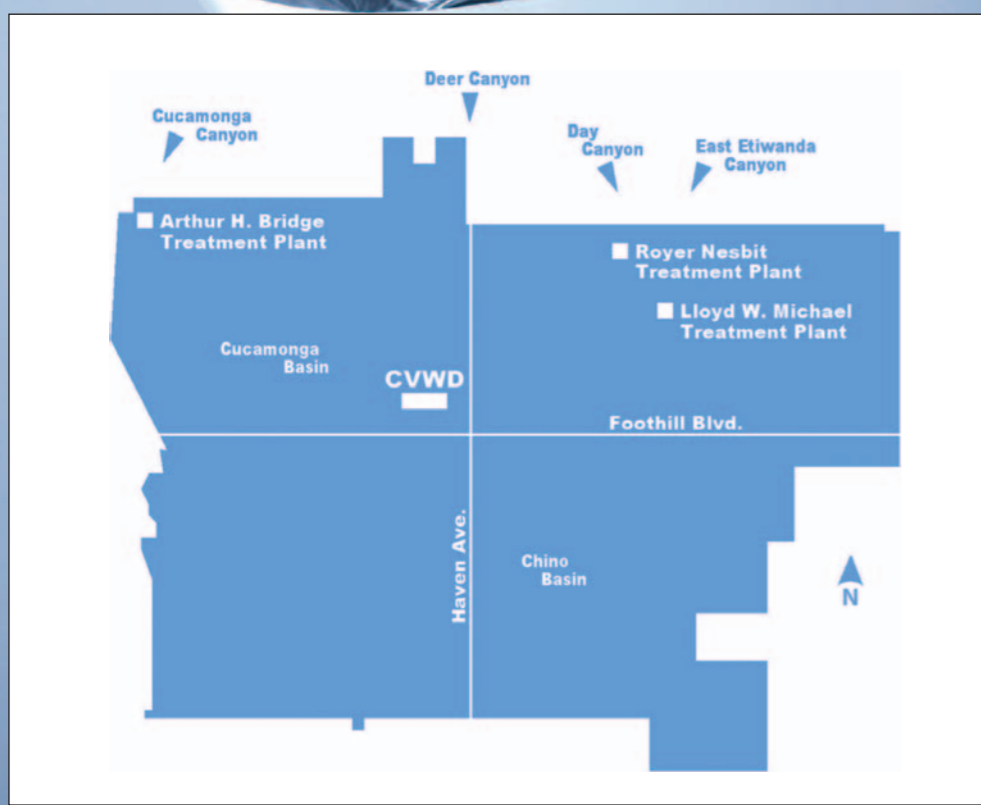 Deer Canyon
Cucamonga
Canyon
Day
Canyon
East Etiwanda
Canyon
Arthur H. Bridge
Treatment Plant
Royer Nesbit
Treatment Plant
Lloyd W. Michael
Treatment Plant
Cucamonga
Basin
CVWD
Foothill Blvd.
Haven Ave.
Chino
Basin
N